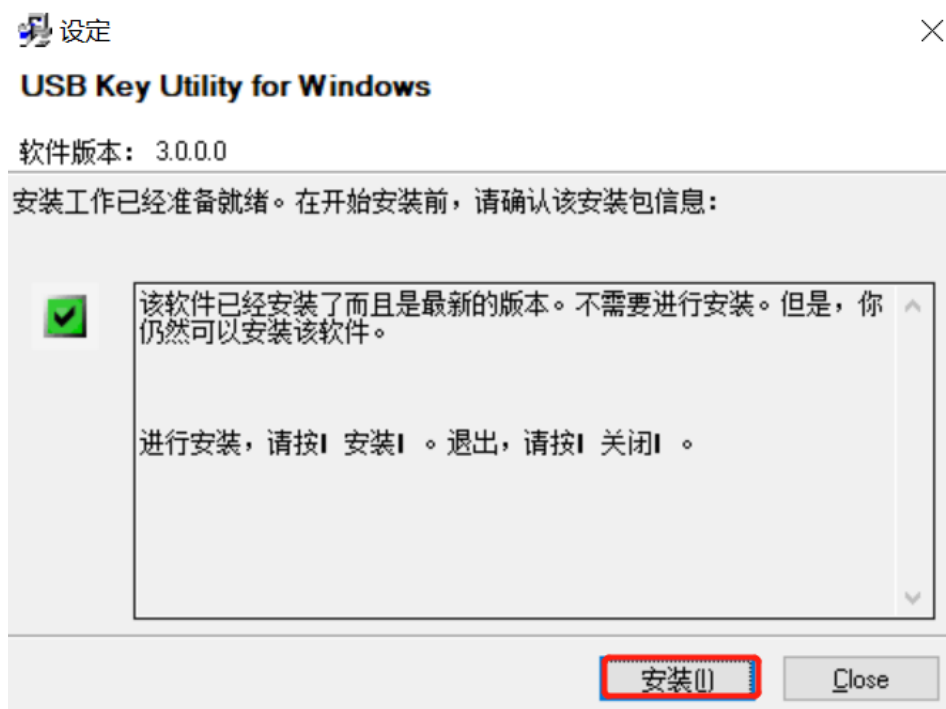 设定
USB Key Utility for Windows
软件版本： 3.0.0.0
安装工作已经准备就绪。在开始安装前，请确认该安装包信息：
该软件已经安装了而且是最新的版本。不需要进行安装。但是，你
仍然可以安装该软件。
进行安装，请按I 安装I 。退出，请按I 关闭I 。
安装(I) Close